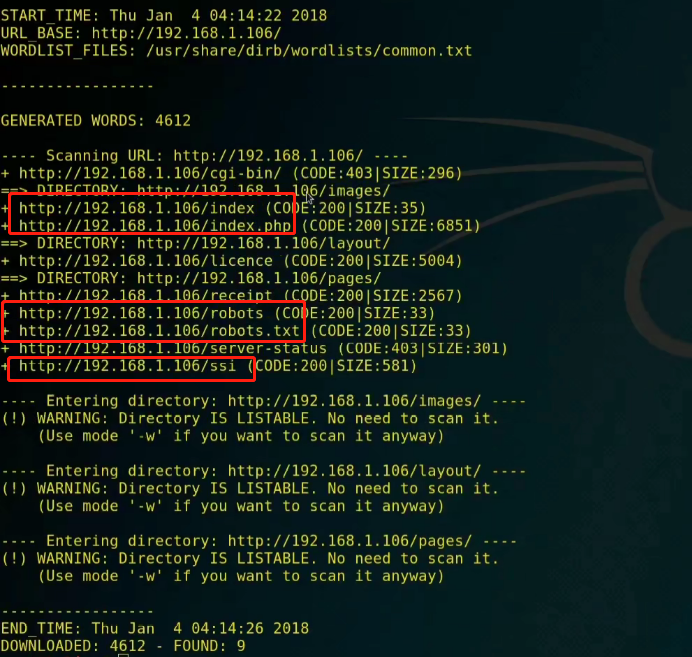 START_TIME: Thu Jan  4 04:14:22 2018
URL_BASE: http://192.168.1.106/
WORDLIST_FILES: /usr/share/dirb/wordlists/common.txt
-----------------
GENERATED WORDS: 4612
---- Scanning URL: http://192.168.1.106/ ----
+ http://192.168.1.106/cgi-bin/ (CODE:403|SIZE:296)
==> DIRECTORY: http://192.168.1.106/images/
+ http://192.168.1.106/index (CODE:200|SIZE:35)
+ http://192.168.1.106/index.php (CODE:200|SIZE:6851)
==> DIRECTORY: http://192.168.1.106/layout/
+ http://192.168.1.106/licence (CODE:200|SIZE:5004)
==> DIRECTORY: http://192.168.1.106/pages/
+ http://192.168.1.106/receipt (CODE:200|SIZE:2567)
+ http://192.168.1.106/robots (CODE:200|SIZE:33)
+ http://192.168.1.106/robots.txt (CODE:200|SIZE:33)
+ http://192.168.1.106/server-status (CODE:403|SIZE:301)
+ http://192.168.1.106/ssi (CODE:200|SIZE:581)
---- Entering directory: http://192.168.1.106/images/ ----
(!) WARNING: Directory IS LISTABLE. No need to scan it.
    (Use mode '-w' if you want to scan it anyway)
---- Entering directory: http://192.168.1.106/layout/ ----
(!) WARNING: Directory IS LISTABLE. No need to scan it.
    (Use mode '-w' if you want to scan it anyway)
---- Entering directory: http://192.168.1.106/pages/ ----
(!) WARNING: Directory IS LISTABLE. No need to scan it.
    (Use mode '-w' if you want to scan it anyway)
-----------------
END_TIME: Thu Jan  4 04:14:26 2018
DOWNLOADED: 4612 - FOUND: 9